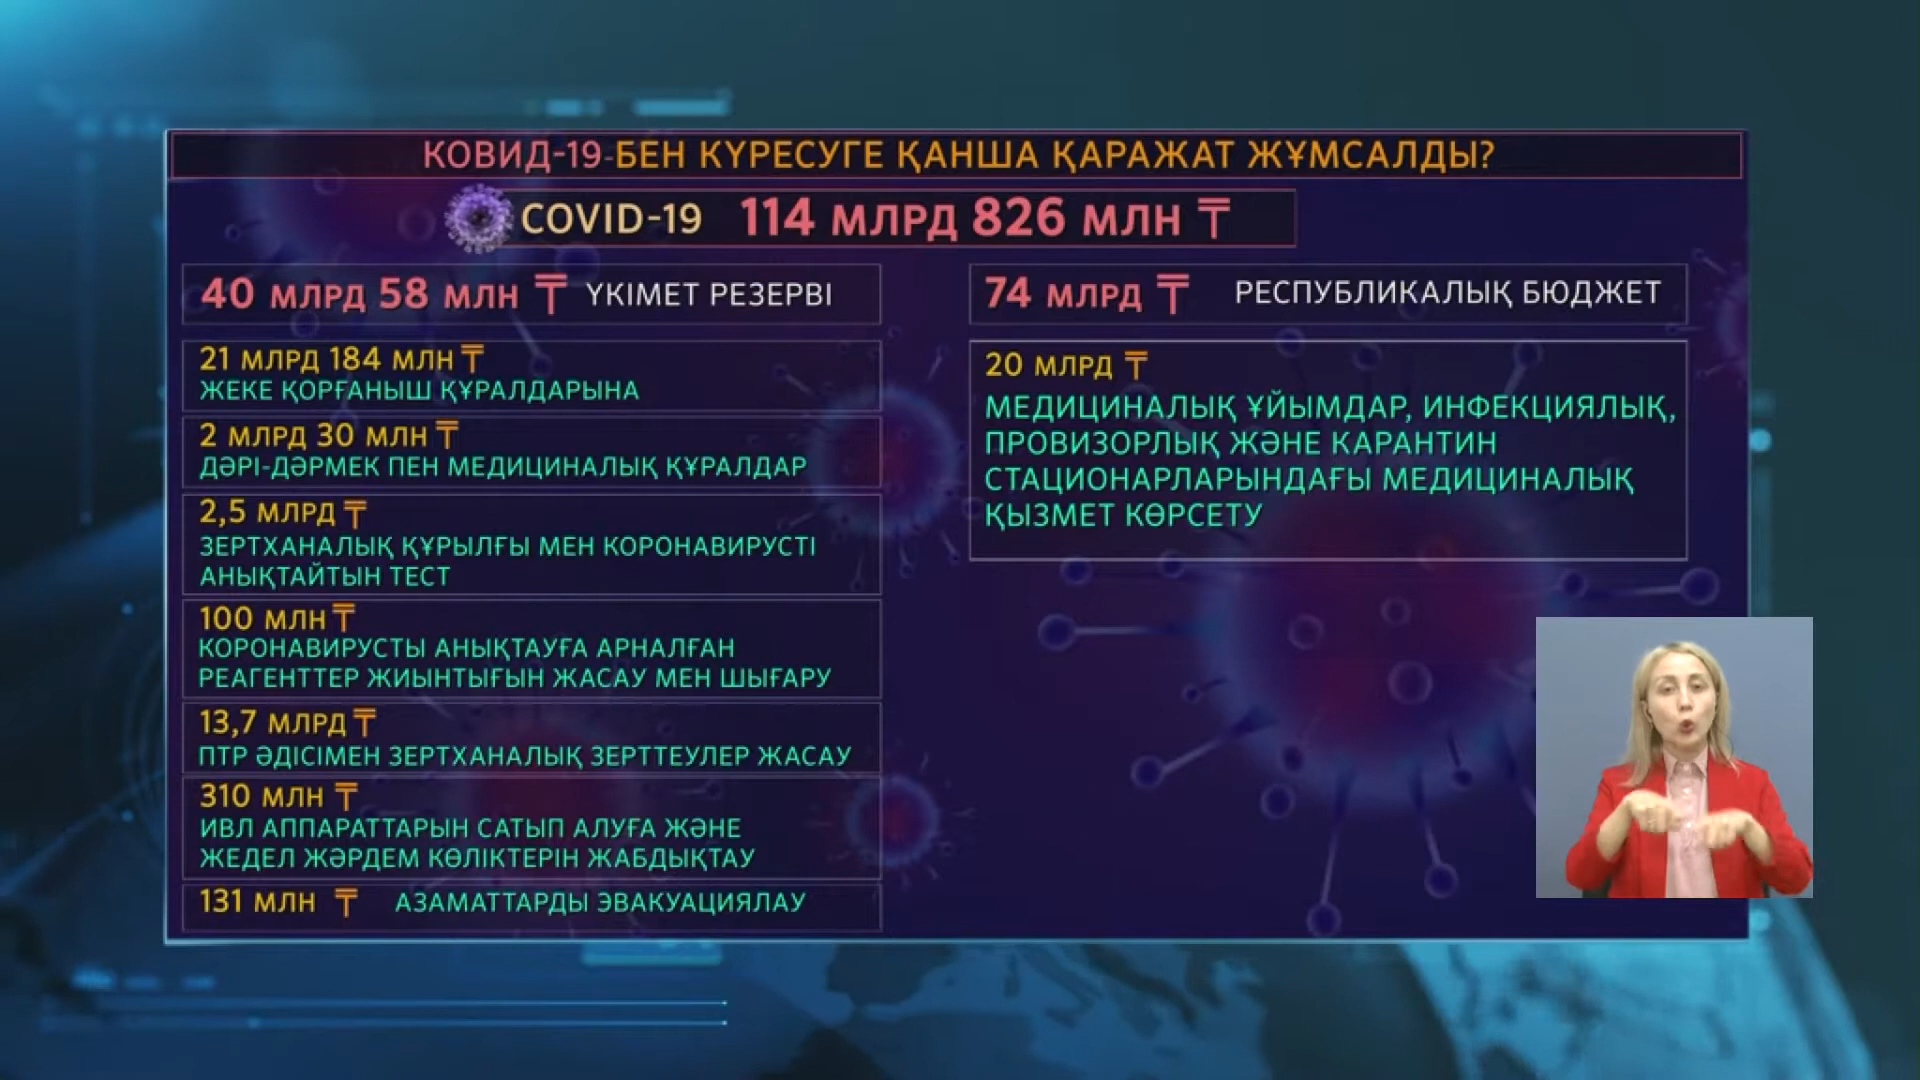 КОВИД-19-БЕН КҮРЕСУГЕ ҚАНША ҚАРАЖАТ ЖҰМСАЛДЫ?
COVID-19 114 МЛРД 826 МЛН ₸
40 МЛРД 58 МЛН ₸ ҮКІМЕТ РЕЗЕРВІ
21 МЛРД 184 МЛН ₸
ЖЕКЕ ҚОРҒАНЫШ ҚҰРАЛДАРЫНА
2 МЛРД 30 МЛН ₸
ДӘРІ-ДӘРМЕК ПЕН МЕДИЦИНАЛЫҚ ҚҰРАЛДАР
2,5 МЛРД ₸
ЗЕРТХАНАЛЫҚ ҚҰРЫЛҒЫ МЕН КОРОНАВИРУСТІ
АНЫҚТАЙТЫН ТЕСТ
100 МЛН ₸
КОРОНАВИРУСТЫ АНЫҚТАУҒА АРНАЛҒАН
РЕАГЕНТТЕР ЖИЫНТЫҒЫН ЖАСАУ МЕН ШЫҒАРУ
13,7 МЛРД ₸
ПТР ӘДІСІМЕН ЗЕРТХАНАЛЫҚ ЗЕРТТЕУЛЕР ЖАСАУ
310 МЛН ₸
ИВЛ АППАРАТТАРЫН САТЫП АЛУҒА ЖӘНЕ
ЖЕДЕЛ ЖӘРДЕМ КӨЛІКТЕРІН ЖАБДЫҚТАУ
131 МЛН ₸ АЗАМАТТАРДЫ ЭВАКУАЦИЯЛАУ
74 МЛРД ₸ РЕСПУБЛИКАЛЫҚ БЮДЖЕТ
20 МЛРД ₸
МЕДИЦИНАЛЫҚ ҰЙЫМДАР, ИНФЕКЦИЯЛЫҚ,
ПРОВИЗОРЛЫҚ ЖӘНЕ КАРАНТИН
СТАЦИОНАРЛАРЫНДАҒЫ МЕДИЦИНАЛЫҚ
ҚЫЗМЕТ КӨРСЕТУ